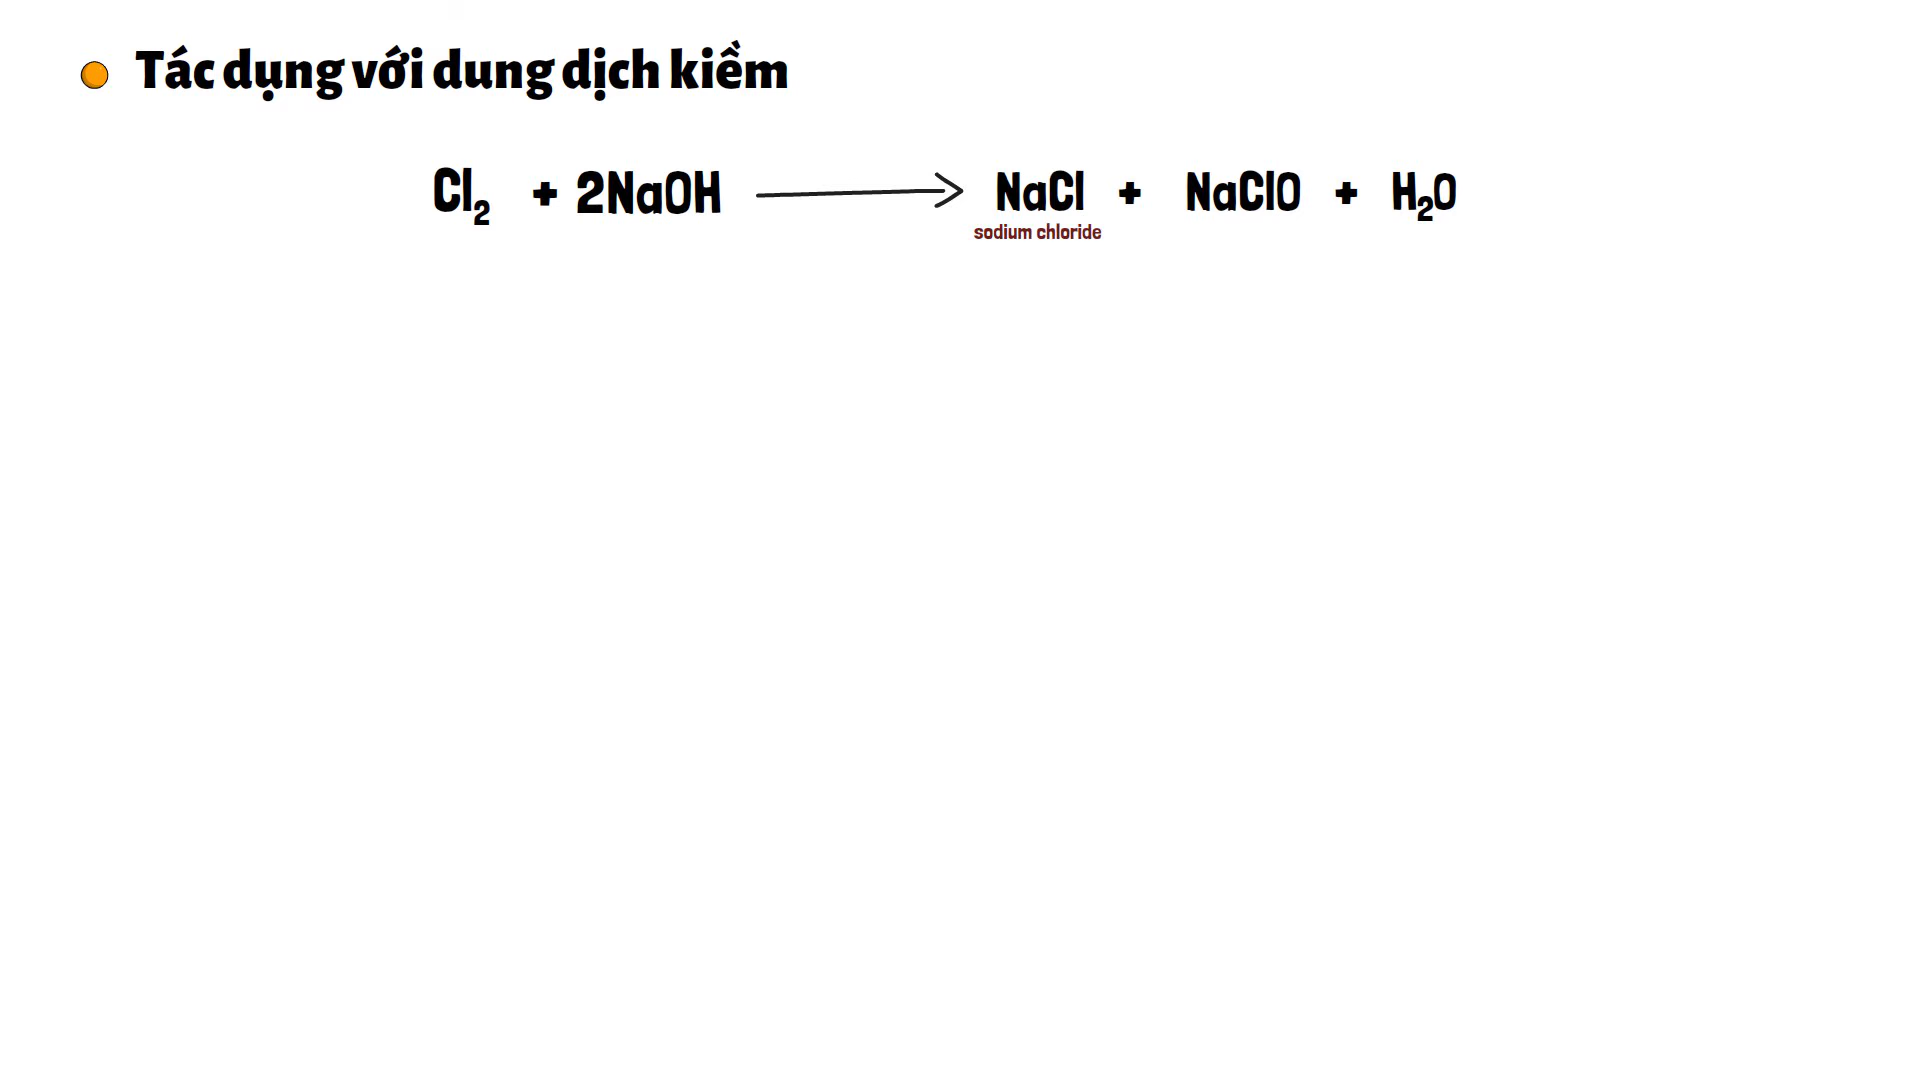 Tác dụng với dung dịch kiềm
Cl₂ + 2NaOH → NaCl + NaClO + H₂O
sodium chloride